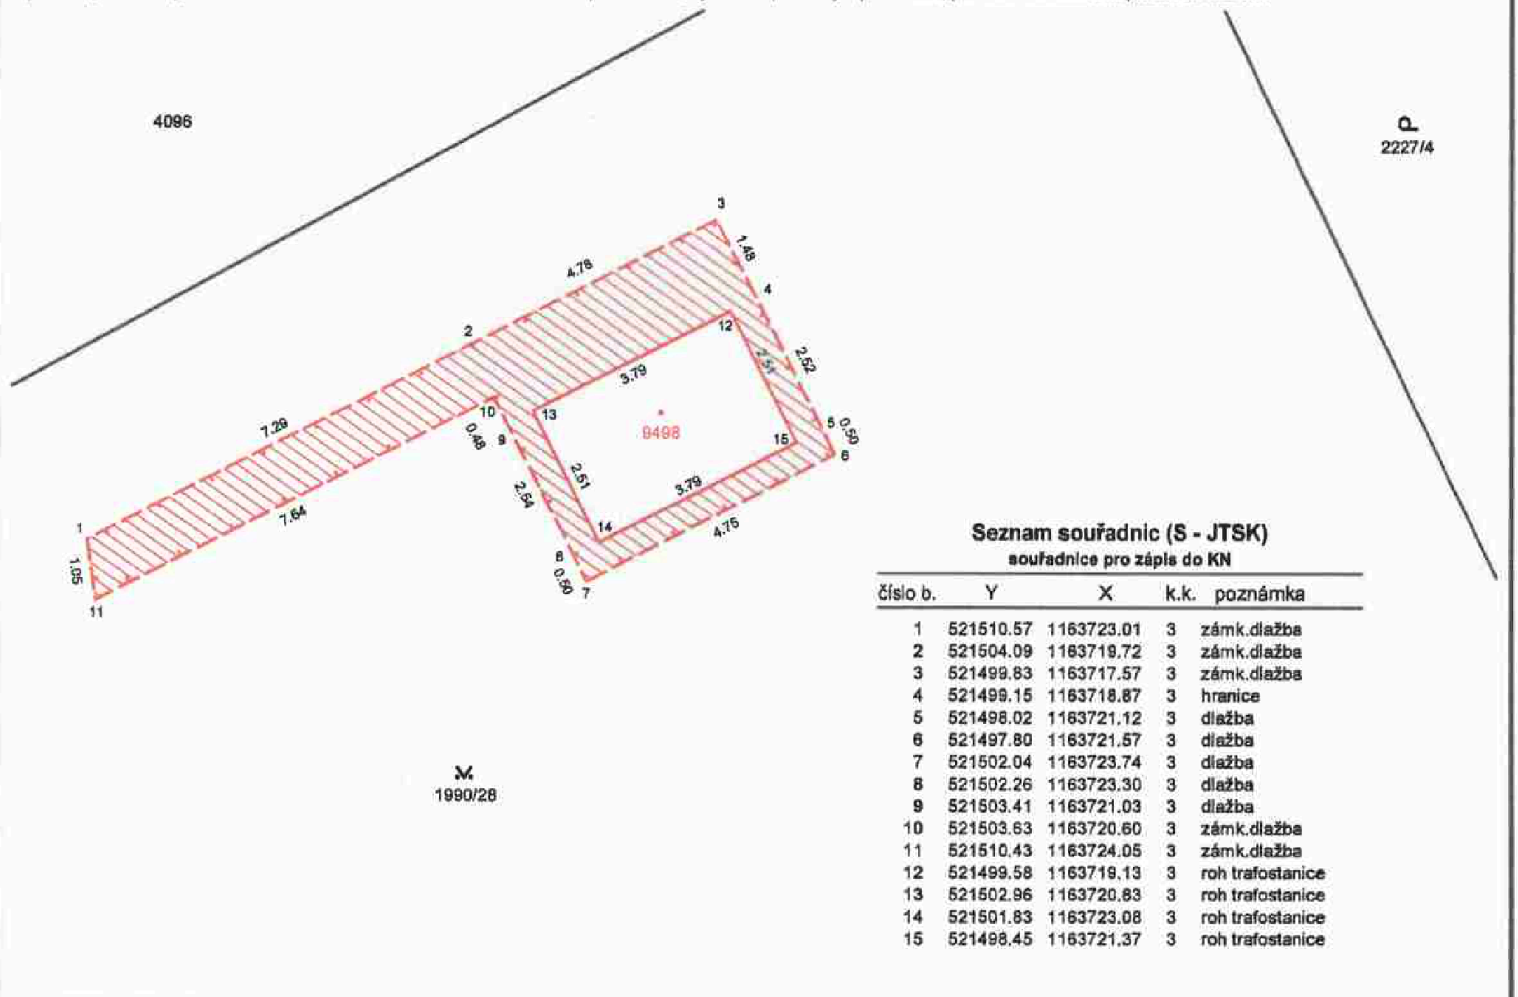 4096
P
2227/4
3
1.48
4.78
4
2
12
2.52
2.51
3.79
10
13
7.29
0.48
9
9498
15
5
0.50
6
2.51
2.54
3.79
7.64
14
4.75
1
1.05
8
0.50
7
11
Seznam souřadnic (S - JTSK)
souřadnice pro zápis do KN
číslo b. Y X k.k. poznámka
1 521510.57 1163723.01 3 zámk.dlažba
2 521504.09 1163719.72 3 zámk.dlažba
3 521499.83 1163717.57 3 zámk.dlažba
4 521499.15 1163718.87 3 hranice
5 521498.02 1163721.12 3 dlažba
6 521497.80 1163721.57 3 dlažba
7 521502.04 1163723.74 3 dlažba
8 521502.26 1163723.30 3 dlažba
9 521503.41 1163721.03 3 dlažba
10 521503.63 1163720.60 3 zámk.dlažba
11 521510.43 1163724.05 3 zámk.dlažba
12 521499.58 1163719.13 3 roh trafostanice
13 521502.96 1163720.83 3 roh trafostanice
14 521501.83 1163723.08 3 roh trafostanice
15 521498.45 1163721.37 3 roh trafostanice
1990/28